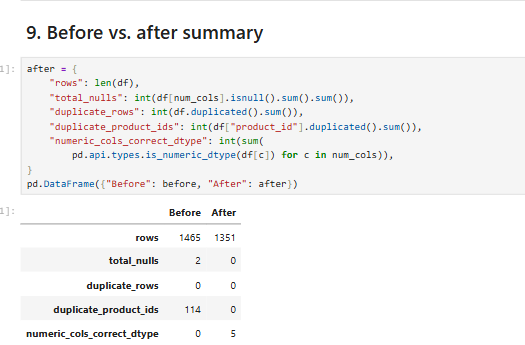 9. Before vs. after summary
1]:
after = {
    "rows": len(df),
    "total_nulls": int(df[num_cols].isnull().sum().sum()),
    "duplicate_rows": int(df.duplicated().sum()),
    "duplicate_product_ids": int(df["product_id"].duplicated().sum()),
    "numeric_cols_correct_dtype": int(sum(
        pd.api.types.is_numeric_dtype(df[c]) for c in num_cols)),
}
pd.DataFrame({"Before": before, "After": after})
1]:
Before After
rows 1465 1351
total_nulls 2 0
duplicate_rows 0 0
duplicate_product_ids 114 0
numeric_cols_correct_dtype 0 5